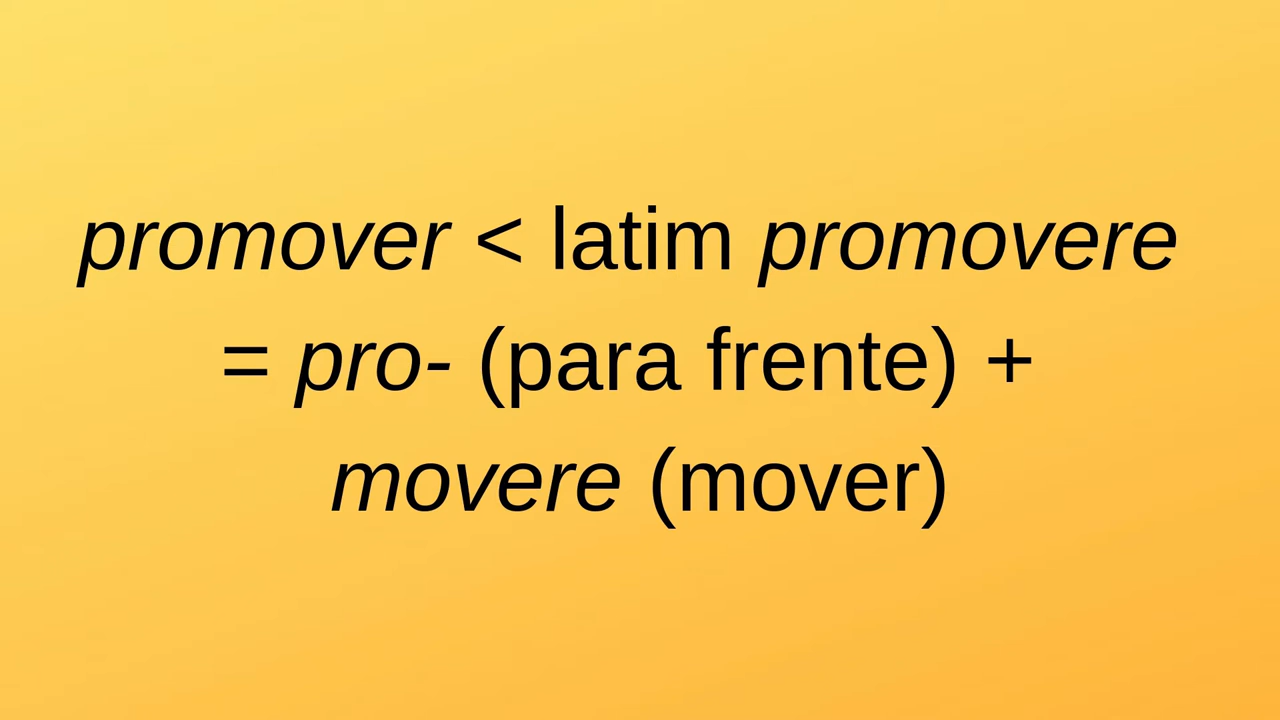 promover < latim promovere
= pro- (para frente) +
movere (mover)